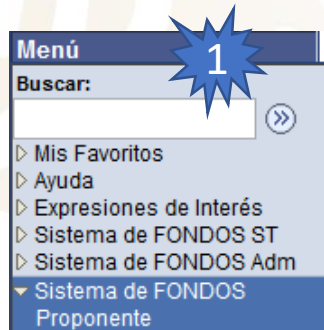 Menú
1
Buscar:
Mis Favoritos
Ayuda
Expresiones de Interés
Sistema de FONDOS ST
Sistema de FONDOS Adm
Sistema de FONDOS
Proponente